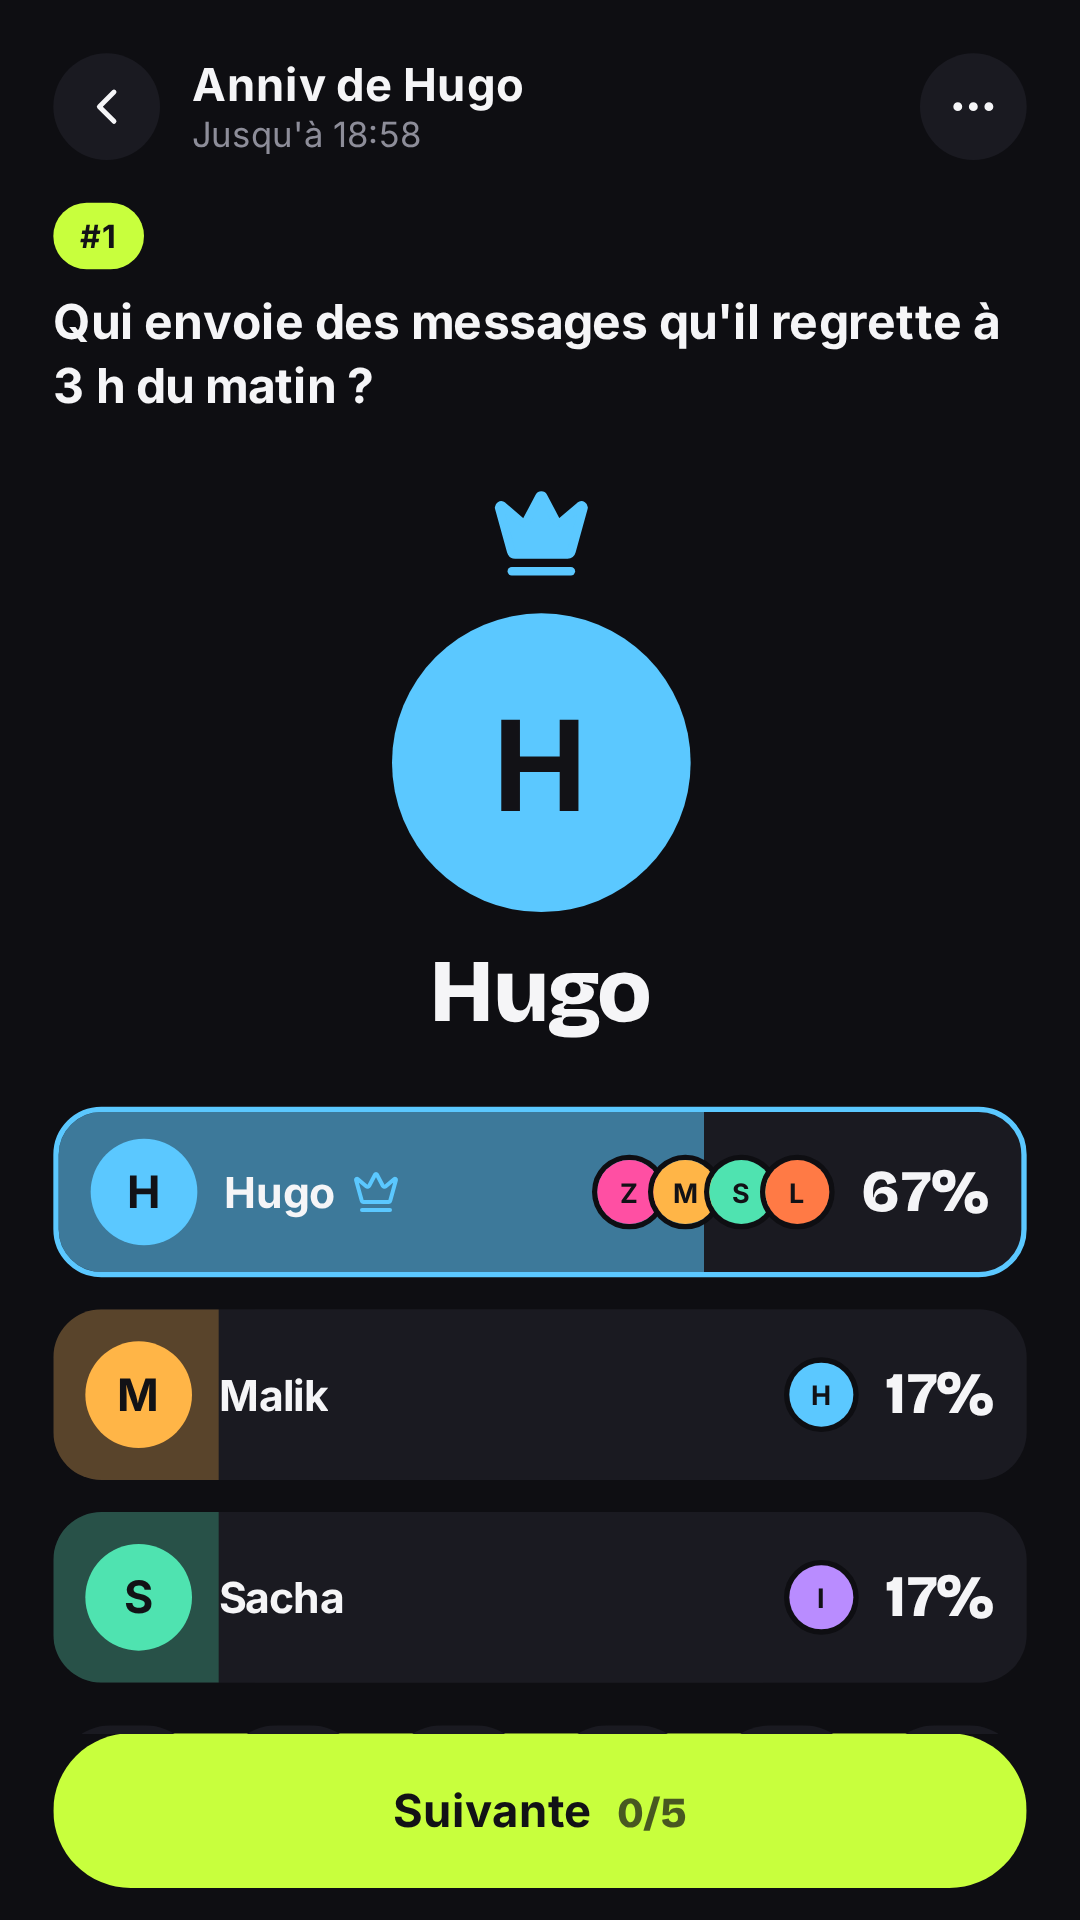 Anniv de Hugo
Jusqu'à 18:58
#1
Qui envoie des messages qu'il regrette à
3 h du matin ?
H
Hugo
H Hugo Z M S L 67%
M Malik H 17%
S Sacha I 17%
Suivante 0/5